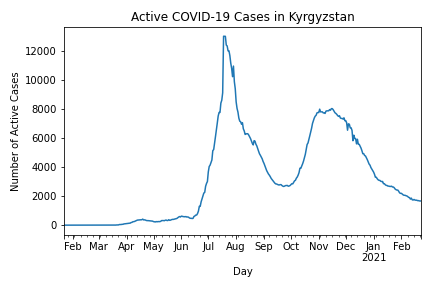 Active COVID-19 Cases in Kyrgyzstan
Number of Active Cases
12000
10000
8000
6000
4000
2000
0
Feb Mar Apr May Jun Jul Aug Sep Oct Nov Dec Jan Feb
2021
Day